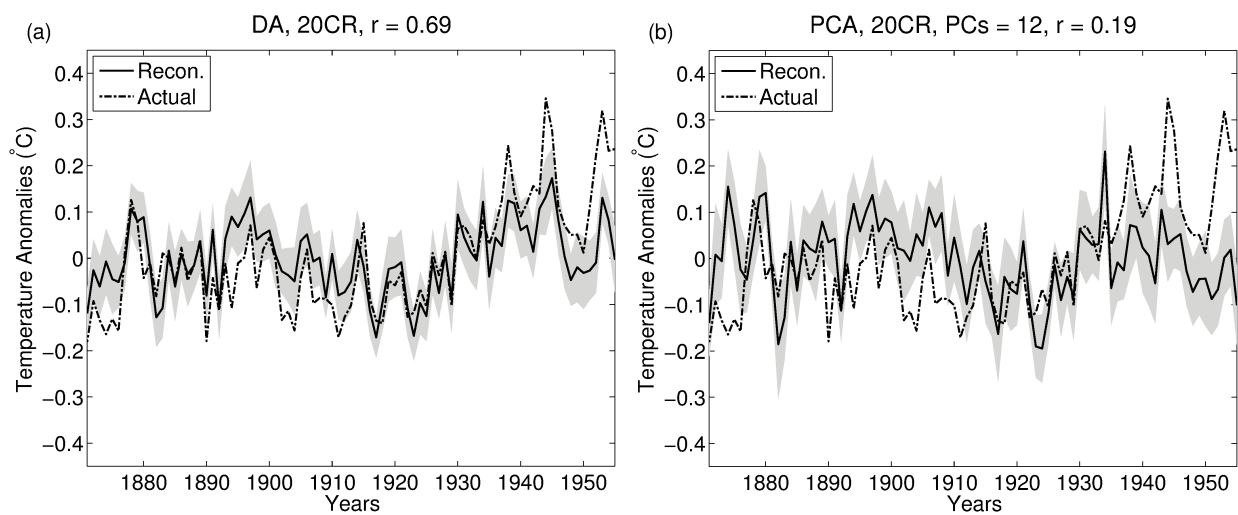 (a)
DA, 20CR, r = 0.69
Recon.
Actual
Temperature Anomalies (°C)
0.4
0.3
0.2
0.1
0
−0.1
−0.2
−0.3
−0.4
1880 1890 1900 1910 1920 1930 1940 1950
Years
(b)
PCA, 20CR, PCs = 12, r = 0.19
Recon.
Actual
Temperature Anomalies (°C)
0.4
0.3
0.2
0.1
0
−0.1
−0.2
−0.3
−0.4
1880 1890 1900 1910 1920 1930 1940 1950
Years